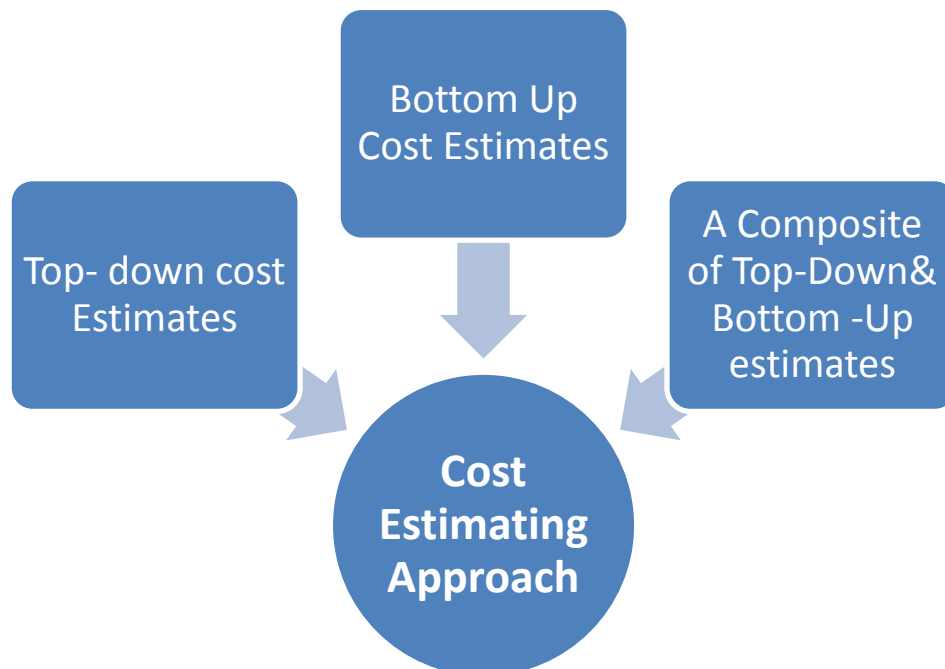 Bottom Up
Cost Estimates
Top- down cost
Estimates
A Composite
of Top-Down&
Bottom -Up
estimates
Cost
Estimating
Approach